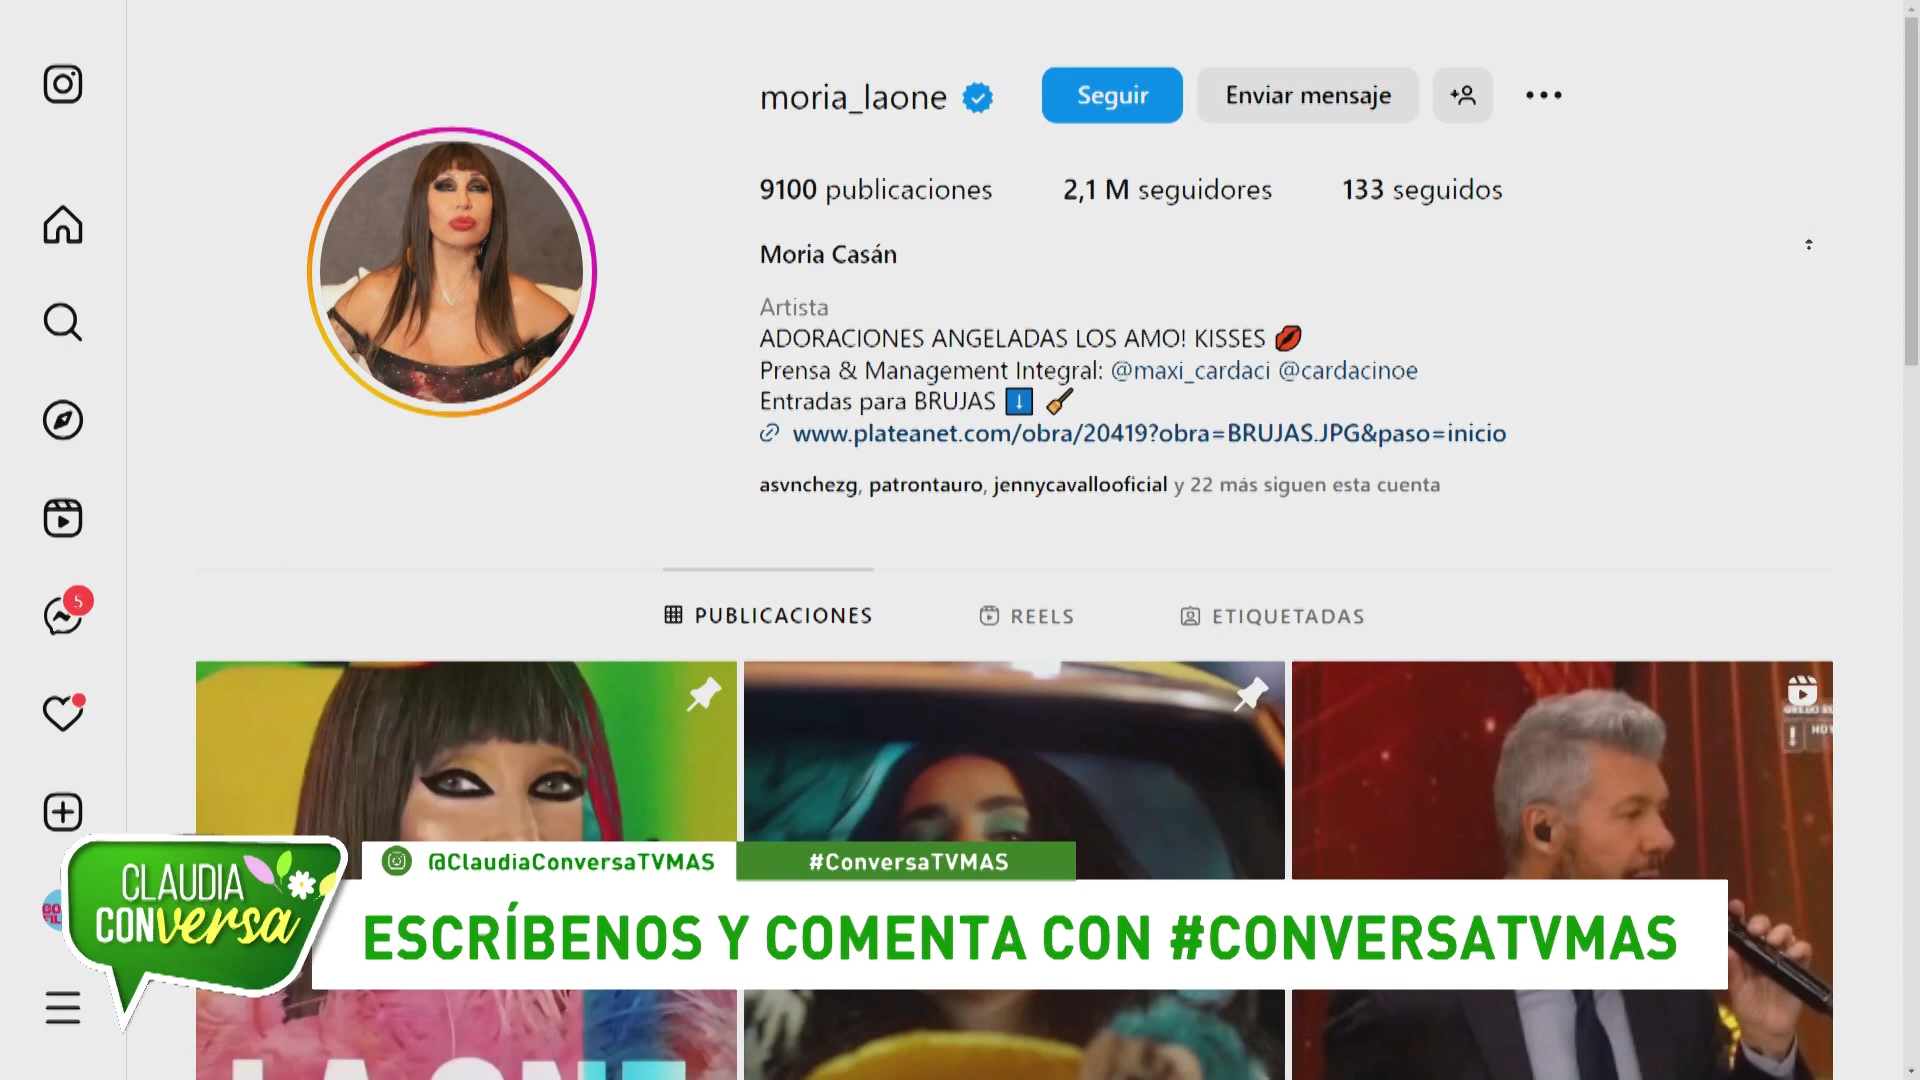 moria_laone
Seguir
Enviar mensaje
9100 publicaciones
2,1 M seguidores
133 seguidos
Moria Casán
Artista
ADORACIONES ANGELADAS LOS AMO! KISSES 💋
Prensa & Management Integral: @maxi_cardaci @cardacinoe
Entradas para BRUJAS ⬇️ 🧹
www.plateanet.com/obra/20419?obra=BRUJAS.JPG&paso=inicio
asvnchezg, patrontauro, jennycavallooficial y 22 más siguen esta cuenta
5
PUBLICACIONES
REELS
ETIQUETADAS
CLAUDIA
CONversa
@ClaudiaConversaTVMAS
#ConversaTVMAS
ESCRÍBENOS Y COMENTA CON #CONVERSATVMAS